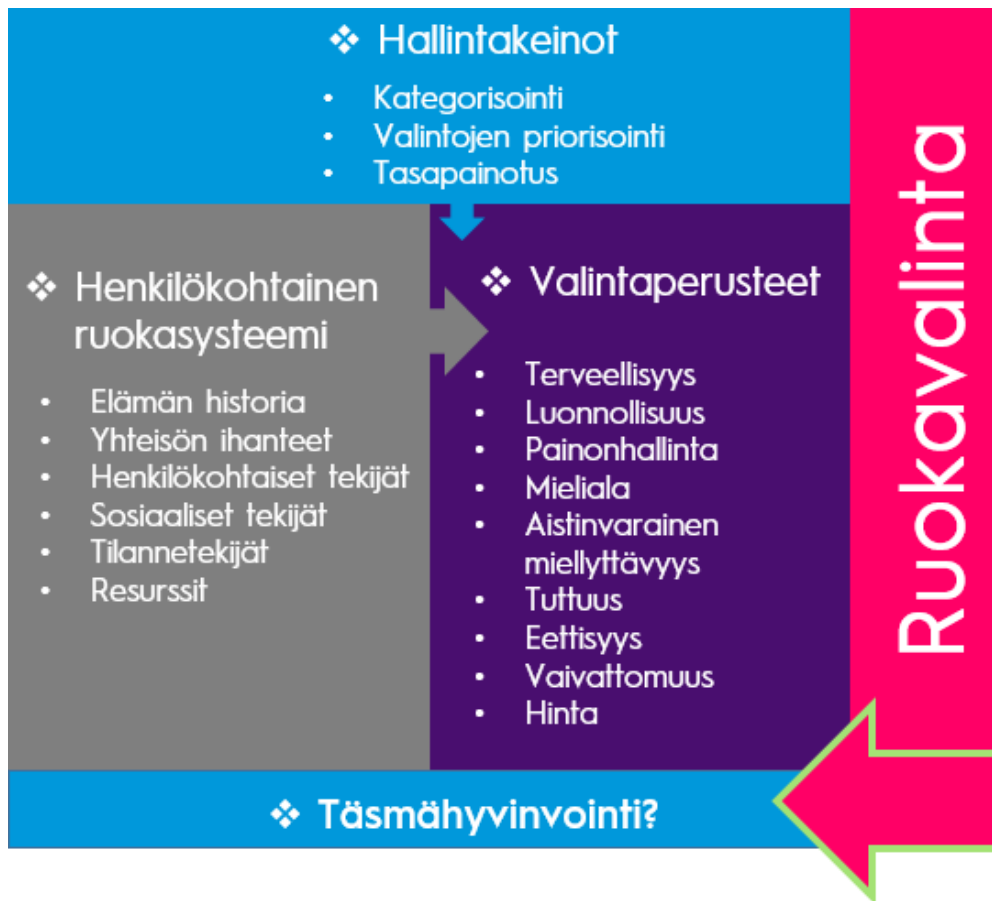 ❖ Hallintakeinot
• Kategorisointi
• Valintojen priorisointi
• Tasapainotus
❖ Henkilökohtainen
ruokasysteemi
• Elämän historia
• Yhteisön ihanteet
• Henkilökohtaiset tekijät
• Sosiaaliset tekijät
• Tilannetekijät
• Resurssit
❖ Valintaperusteet
• Terveellisyys
• Luonnollisuus
• Painonhallinta
• Mieliala
• Aistinvarainen
miellyttävyys
• Tuttuus
• Eettisyys
• Vaivattomuus
• Hinta
❖ Täsmähyvinvointi?
Ruokavalinta